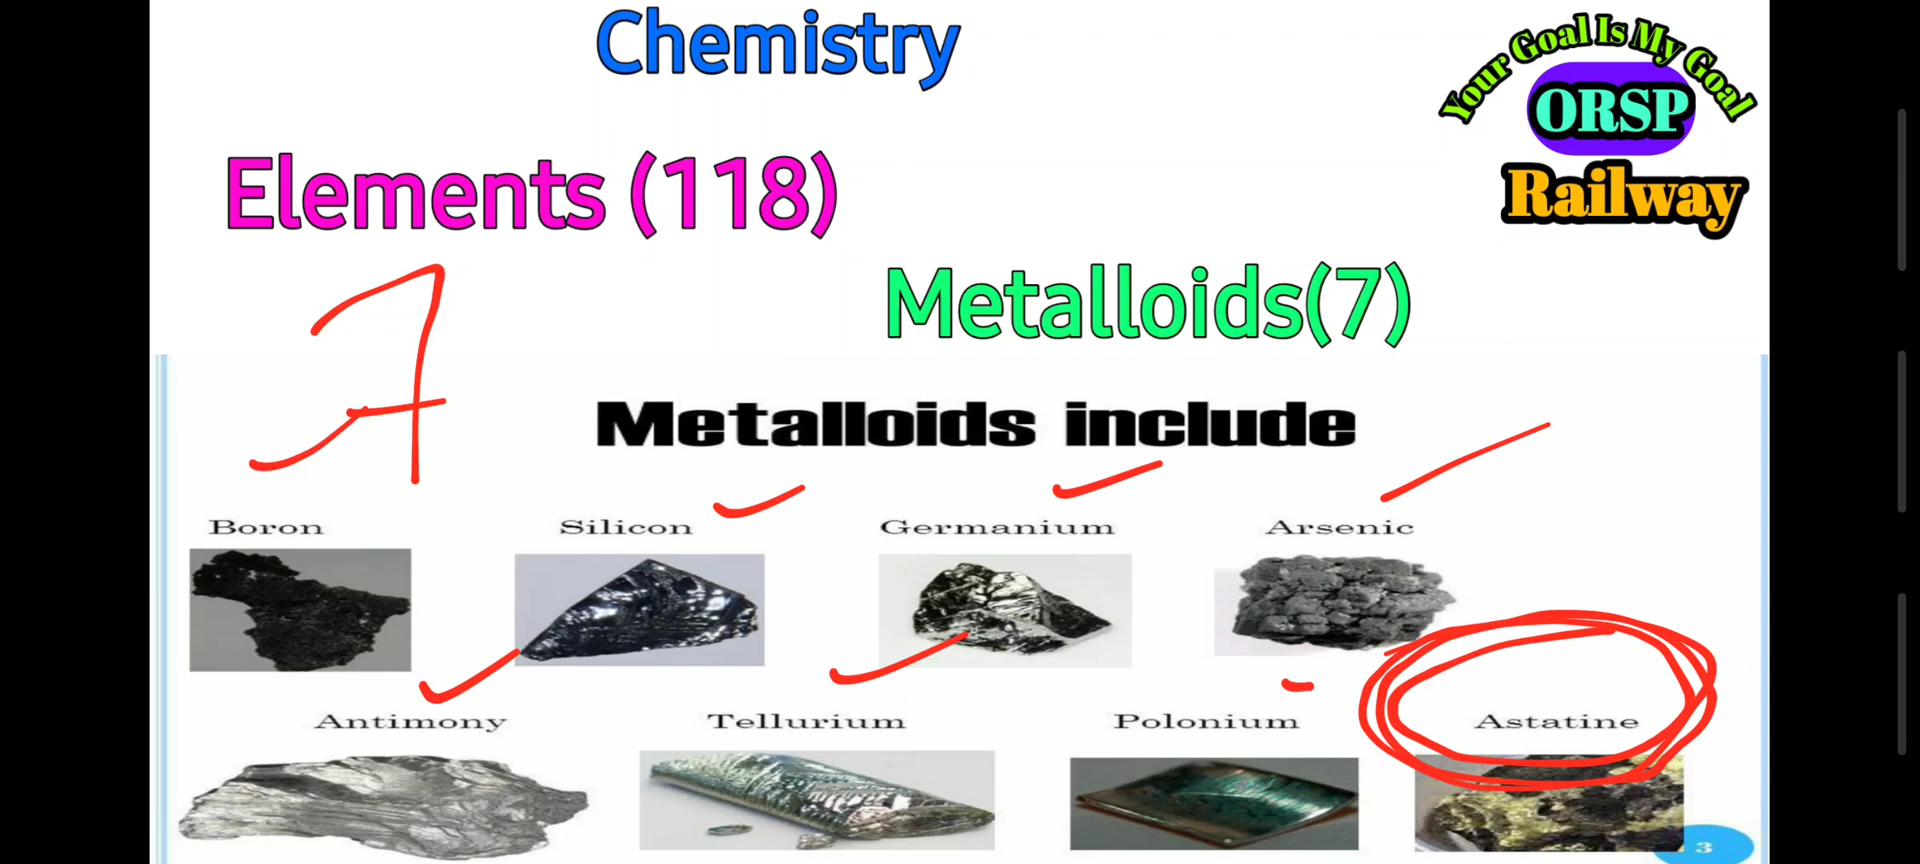 Chemistry
Your Goal Is My Goal
ORSP
Railway
Elements (118)
Metalloids(7)
7
Metalloids include
Boron Silicon Germanium Arsenic
Antimony Tellurium Polonium Astatine
3